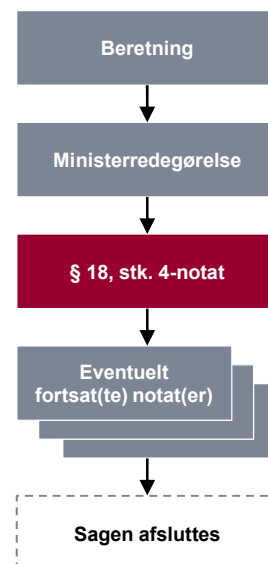 Beretning
Ministerredegørelse
§ 18, stk. 4-notat
Eventuelt
fortsat(te) notat(er)
Sagen afsluttes